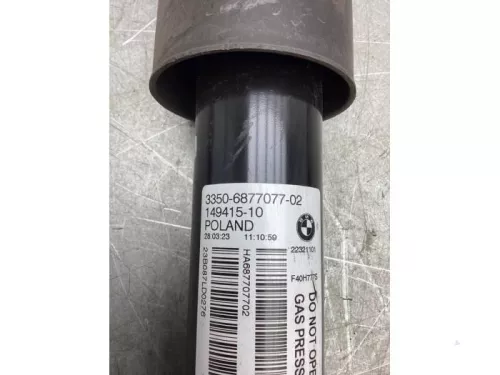 3350-6877077-02
149415-10
POLAND
28.03.23 11:10:59
22321101
HA687707702
DO NOT OPE
GAS PRESS